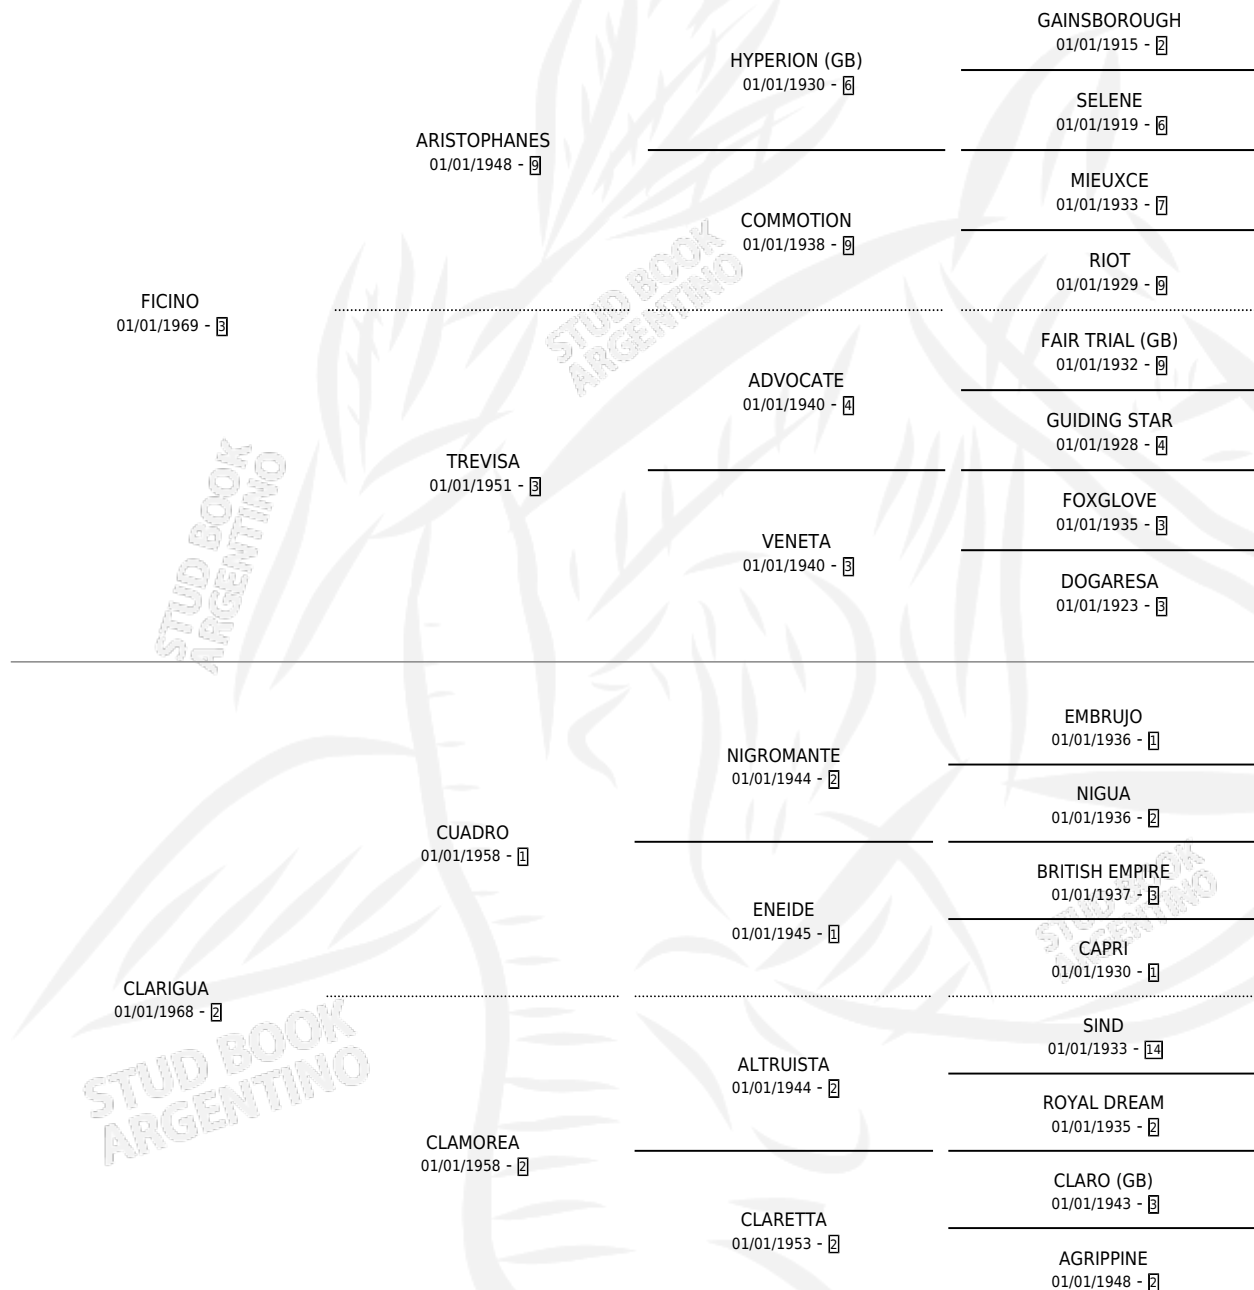 GAINSBOROUGH
01/01/1915 - 2
HYPERION (GB)
01/01/1930 - 6
SELENE
01/01/1919 - 6
ARISTOPHANES
01/01/1948 - 9
MIEUXCE
01/01/1933 - 7
COMMOTION
01/01/1938 - 9
RIOT
01/01/1929 - 9
FICINO
01/01/1969 - 3
FAIR TRIAL (GB)
01/01/1932 - 9
ADVOCATE
01/01/1940 - 4
GUIDING STAR
01/01/1928 - 4
TREVISA
01/01/1951 - 3
FOXGLOVE
01/01/1935 - 3
VENETA
01/01/1940 - 3
DOGARESA
01/01/1923 - 3
EMBRUJO
01/01/1936 - 1
NIGROMANTE
01/01/1944 - 2
NIGUA
01/01/1936 - 2
CUADRO
01/01/1958 - 1
BRITISH EMPIRE
01/01/1937 - 3
ENEIDE
01/01/1945 - 1
CAPRI
01/01/1930 - 1
CLARIGUA
01/01/1968 - 2
SIND
01/01/1933 - 14
ALTRUISTA
01/01/1944 - 2
ROYAL DREAM
01/01/1935 - 2
CLAMOREA
01/01/1958 - 2
CLARO (GB)
01/01/1943 - 3
CLARETTA
01/01/1953 - 2
AGRIPPINE
01/01/1948 - 2
STUD BOOK
ARGENTINO
STUD BOOK
ARGENTINO
STUD BOOK
ARGENTINO
STUD BOOK
ARGENTINO